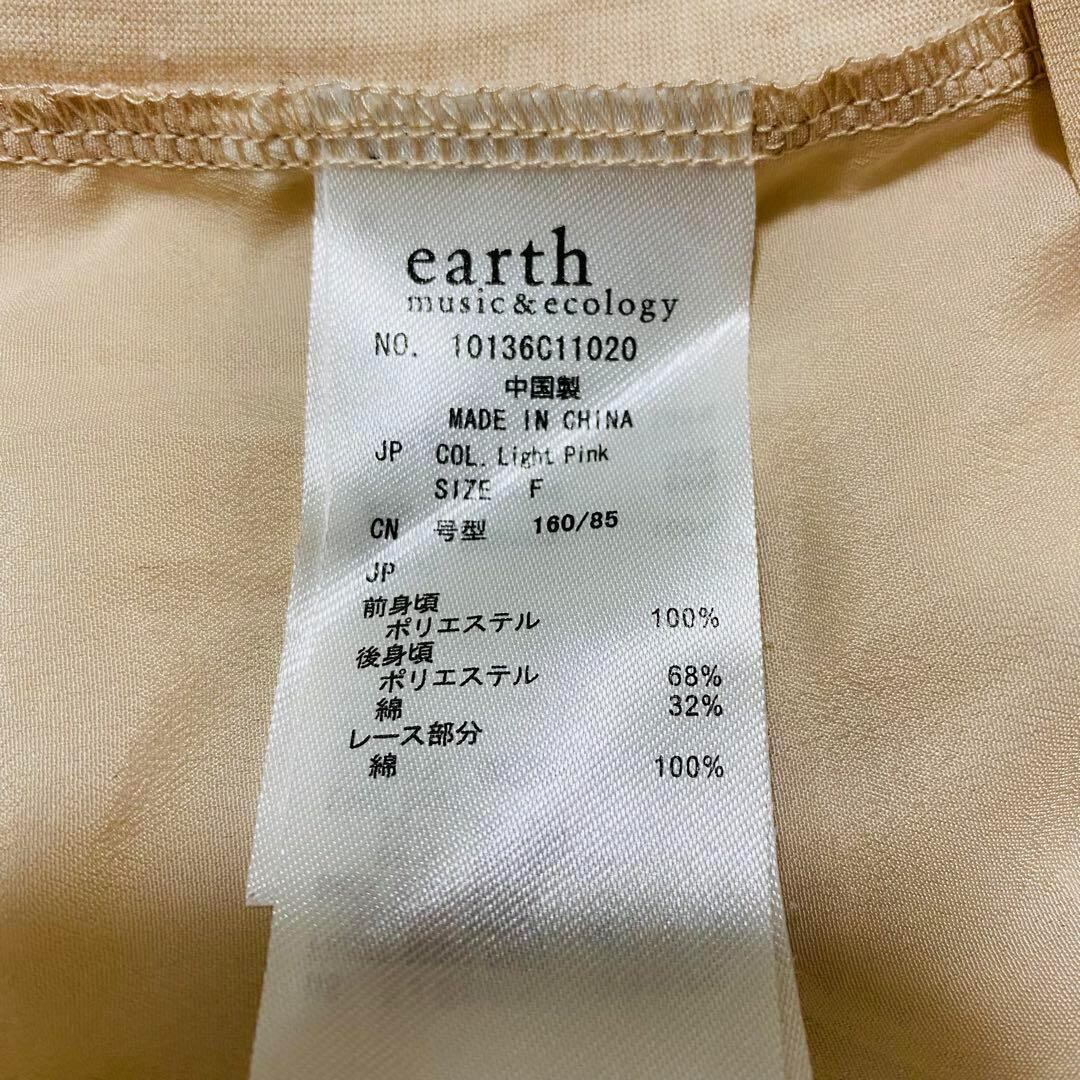 earth
music&ecology
NO. 10136C11020
中国製
MADE IN CHINA
JP COL. Light Pink
SIZE F
CN 号型 160/85
JP
前身頃
ポリエステル 100%
後身頃
ポリエステル 68%
綿 32%
レース部分
綿 100%